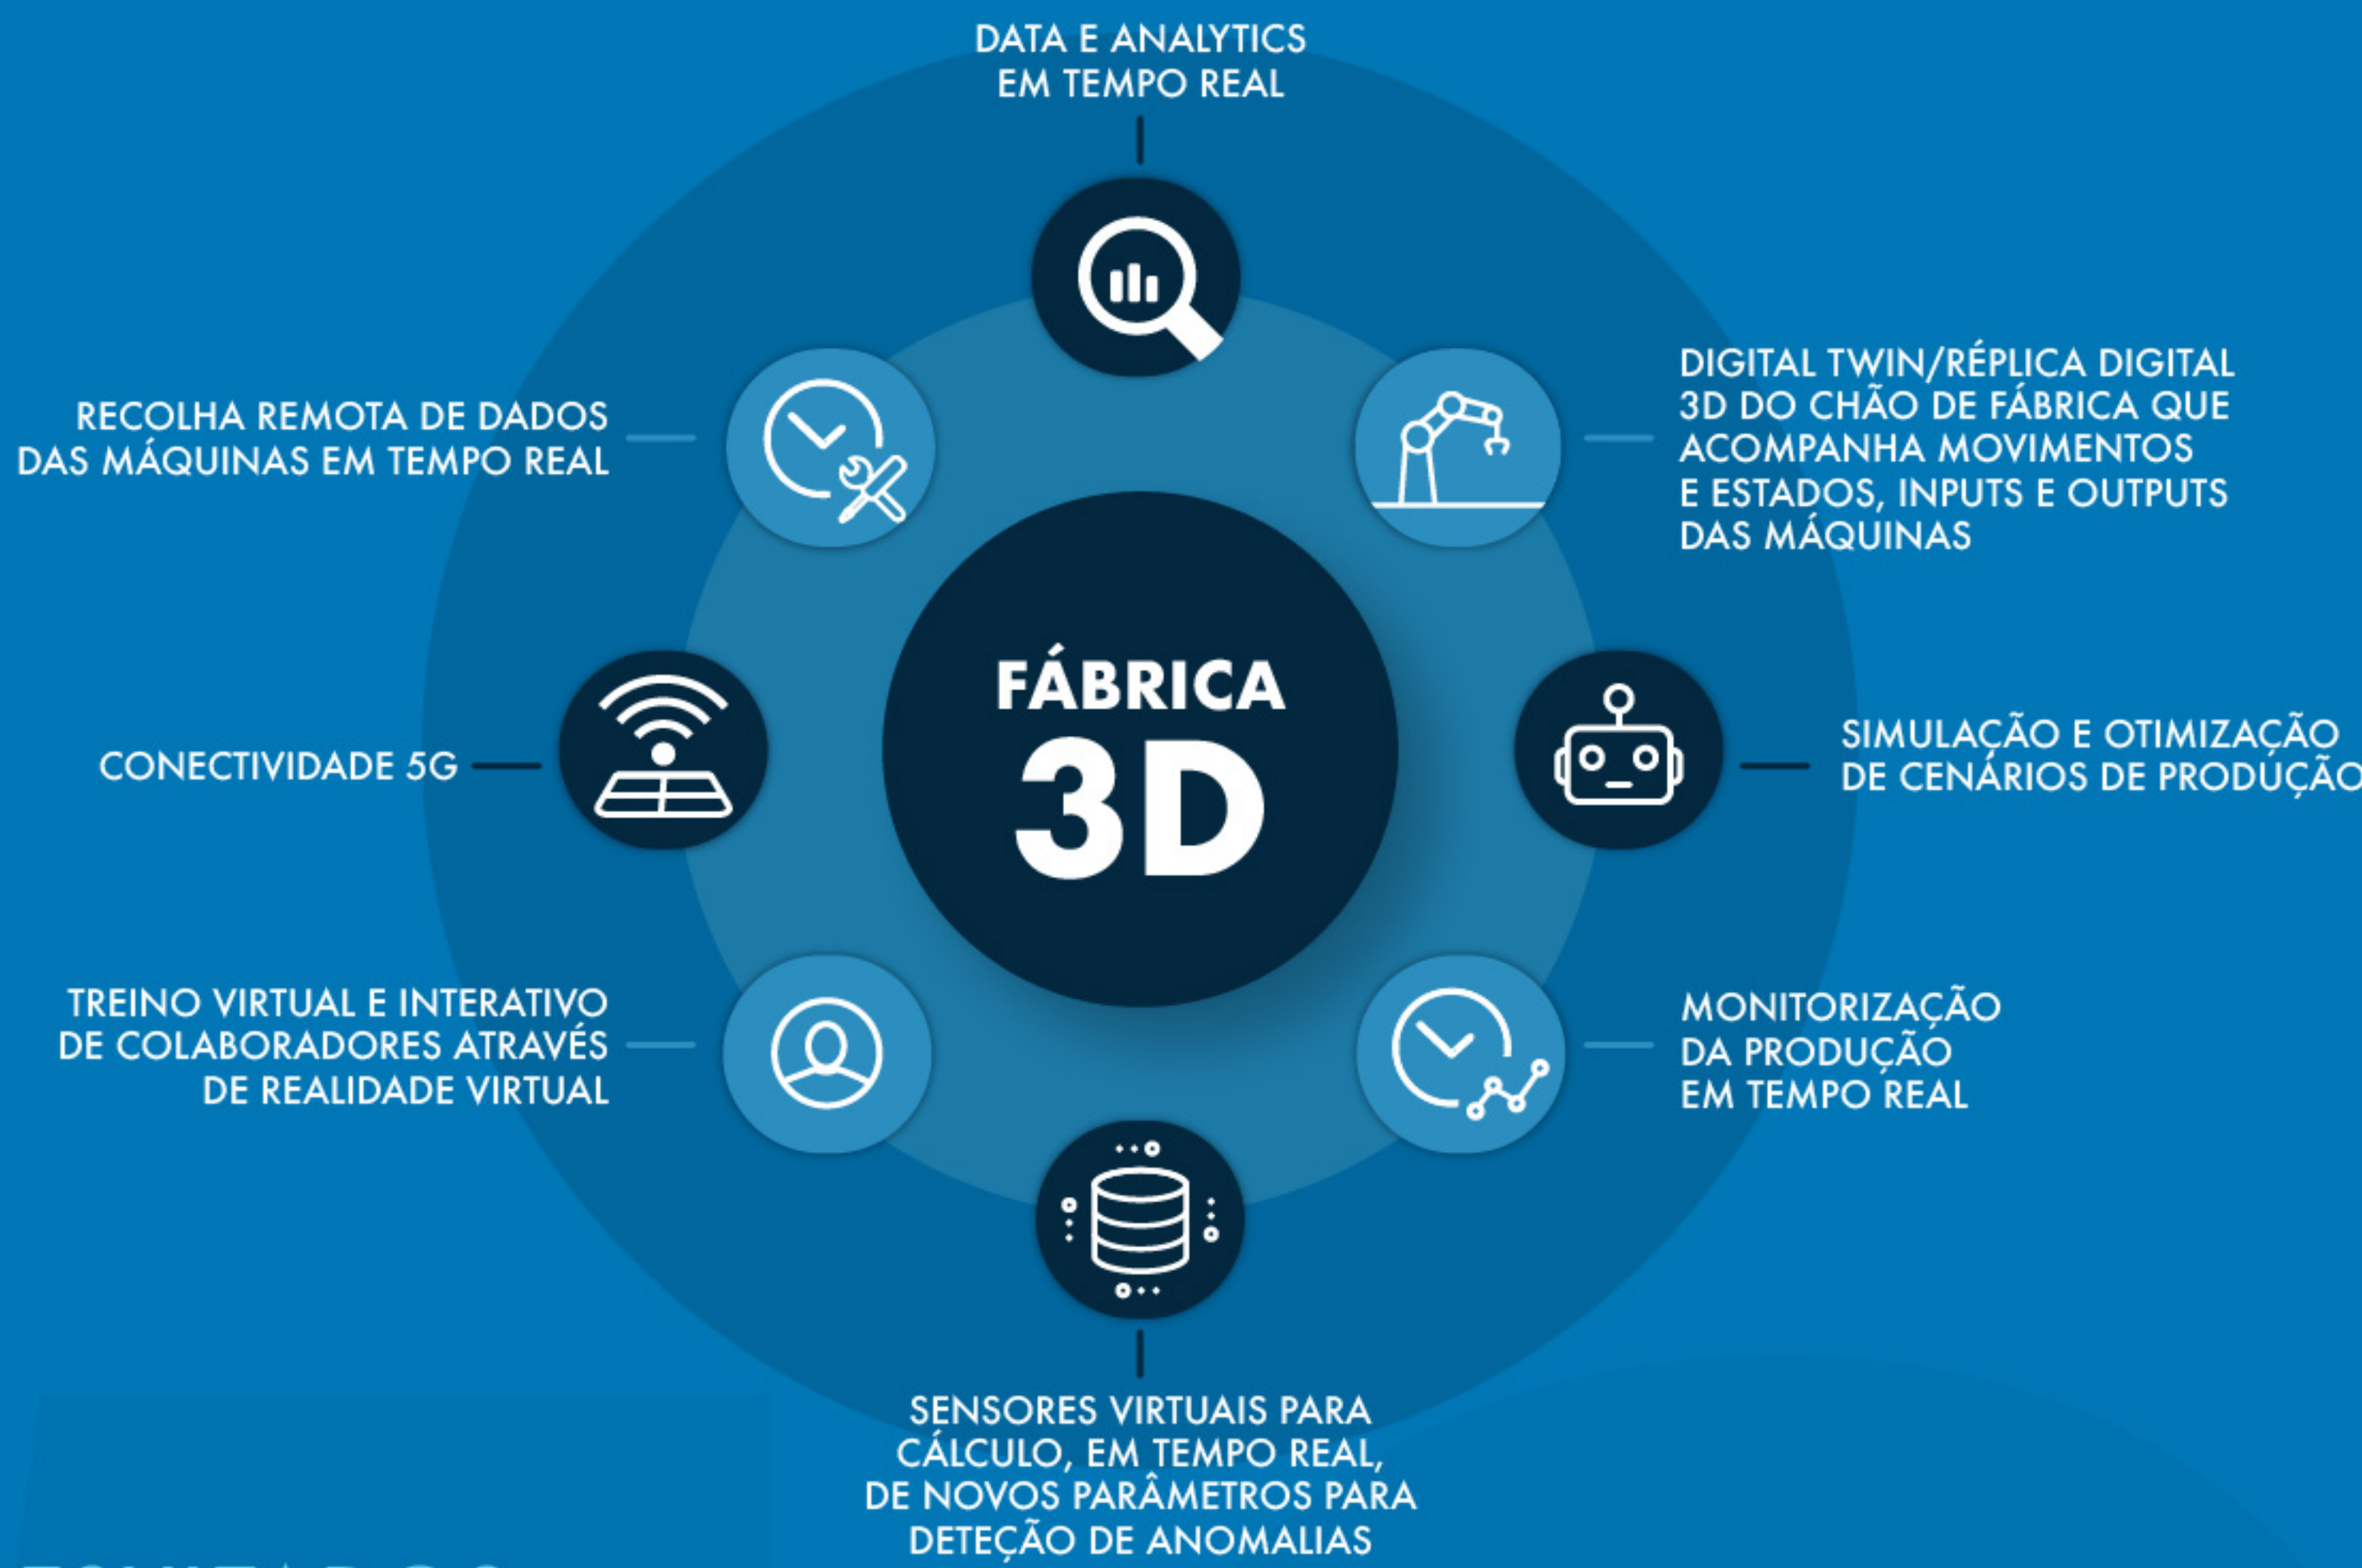 DATA E ANALYTICS
EM TEMPO REAL
DIGITAL TWIN/RÉPLICA DIGITAL
3D DO CHÃO DE FÁBRICA QUE
ACOMPANHA MOVIMENTOS
E ESTADOS, INPUTS E OUTPUTS
DAS MÁQUINAS
RECOLHA REMOTA DE DADOS
DAS MÁQUINAS EM TEMPO REAL
FÁBRICA
3D
SIMULAÇÃO E OTIMIZAÇÃO
DE CENÁRIOS DE PRODUÇÃO
CONECTIVIDADE 5G
TREINO VIRTUAL E INTERATIVO
DE COLABORADORES ATRAVÉS
DE REALIDADE VIRTUAL
MONITORIZAÇÃO
DA PRODUÇÃO
EM TEMPO REAL
SENSORES VIRTUAIS PARA
CÁLCULO, EM TEMPO REAL,
DE NOVOS PARÂMETROS PARA
DETEÇÃO DE ANOMALIAS